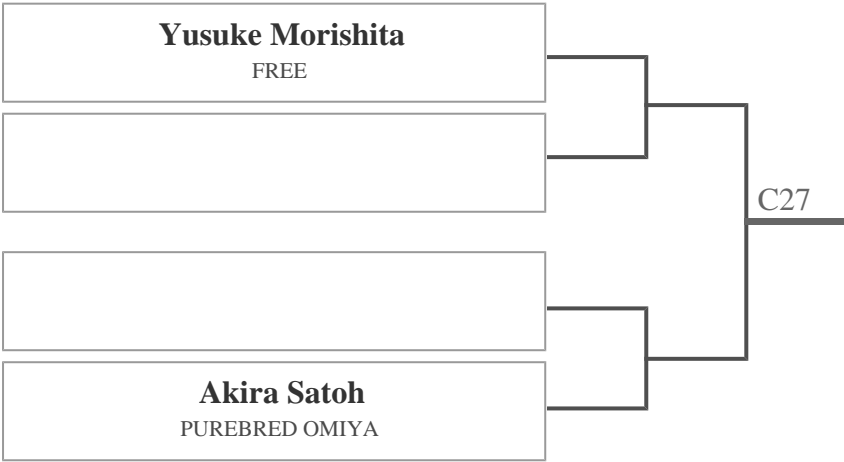 Yusuke Morishita
FREE
C27
Akira Satoh
PUREBRED OMIYA